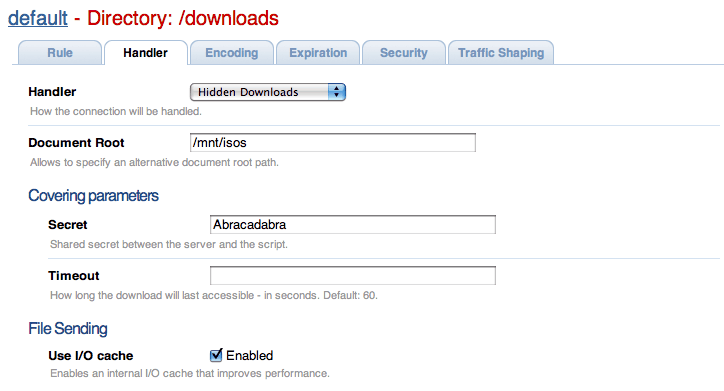 default - Directory: /downloads
Rule Handler Encoding Expiration Security Traffic Shaping
Handler Hidden Downloads
How the connection will be handled.
Document Root /mnt/isos
Allows to specify an alternative document root path.
Covering parameters
Secret Abracadabra
Shared secret between the server and the script.
Timeout
How long the download will last accessible - in seconds. Default: 60.
File Sending
Use I/O cache Enabled
Enables an internal I/O cache that improves performance.